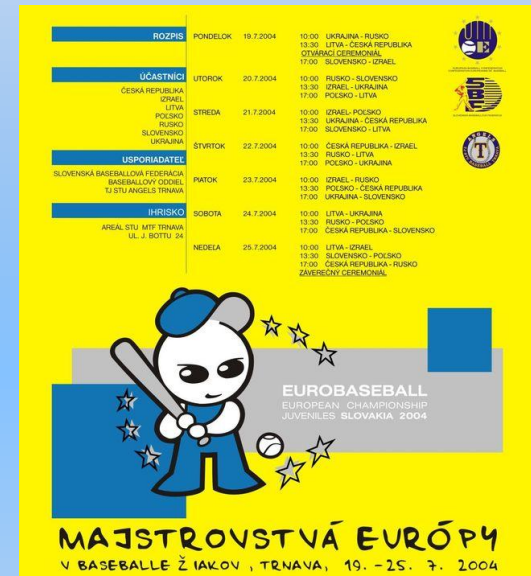 ROZPIS
PONDELOK 19.7.2004
10:00 UKRAJINA - RUSKO
13:30 LITVA - ČESKÁ REPUBLIKA
OTVÁRACÍ CEREMONIÁL
17:00 SLOVENSKO - IZRAEL
ÚČASTNÍCI
ČESKÁ REPUBLIKA
IZRAEL
LITVA
POĽSKO
RUSKO
SLOVENSKO
UKRAJINA
UTOROK 20.7.2004
10:00 RUSKO - SLOVENSKO
13:30 IZRAEL - UKRAJINA
17:00 POĽSKO - LITVA
STREDA 21.7.2004
10:00 IZRAEL- POĽSKO
13:30 UKRAJINA - ČESKÁ REPUBLIKA
17:00 SLOVENSKO - LITVA
ŠTVRTOK 22.7.2004
10:00 ČESKÁ REPUBLIKA - IZRAEL
13:30 RUSKO - LITVA
17:00 POĽSKO - UKRAJINA
USPORIADATEĽ
SLOVENSKÁ BASEBALLOVÁ FEDERÁCIA
BASEBALLOVÝ ODDIEL
TJ STU ANGELS TRNAVA
PIATOK 23.7.2004
10:00 IZRAEL - RUSKO
13:30 POĽSKO - ČESKÁ REPUBLIKA
17:00 UKRAJINA - SLOVENSKO
IHRISKO
AREÁL STU MTF TRNAVA
UL. J. BOTTU 24
SOBOTA 24.7.2004
10:00 LITVA - UKRAJINA
13:30 RUSKO - POĽSKO
17:00 ČESKÁ REPUBLIKA - SLOVENSKO
NEDEĽA 25.7.2004
10:00 LITVA - IZRAEL
13:30 SLOVENSKO - POĽSKO
17:00 ČESKÁ REPUBLIKA - RUSKO
ZÁVEREČNÝ CEREMONIÁL
EUROBASEBALL
EUROPEAN CHAMPIONSHIP
JUVENILES SLOVAKIA 2004
MAJSTROVSTVÁ EURÓPY
V BASEBALLE ŽIAKOV, TRNAVA, 19. - 25. 7. 2004